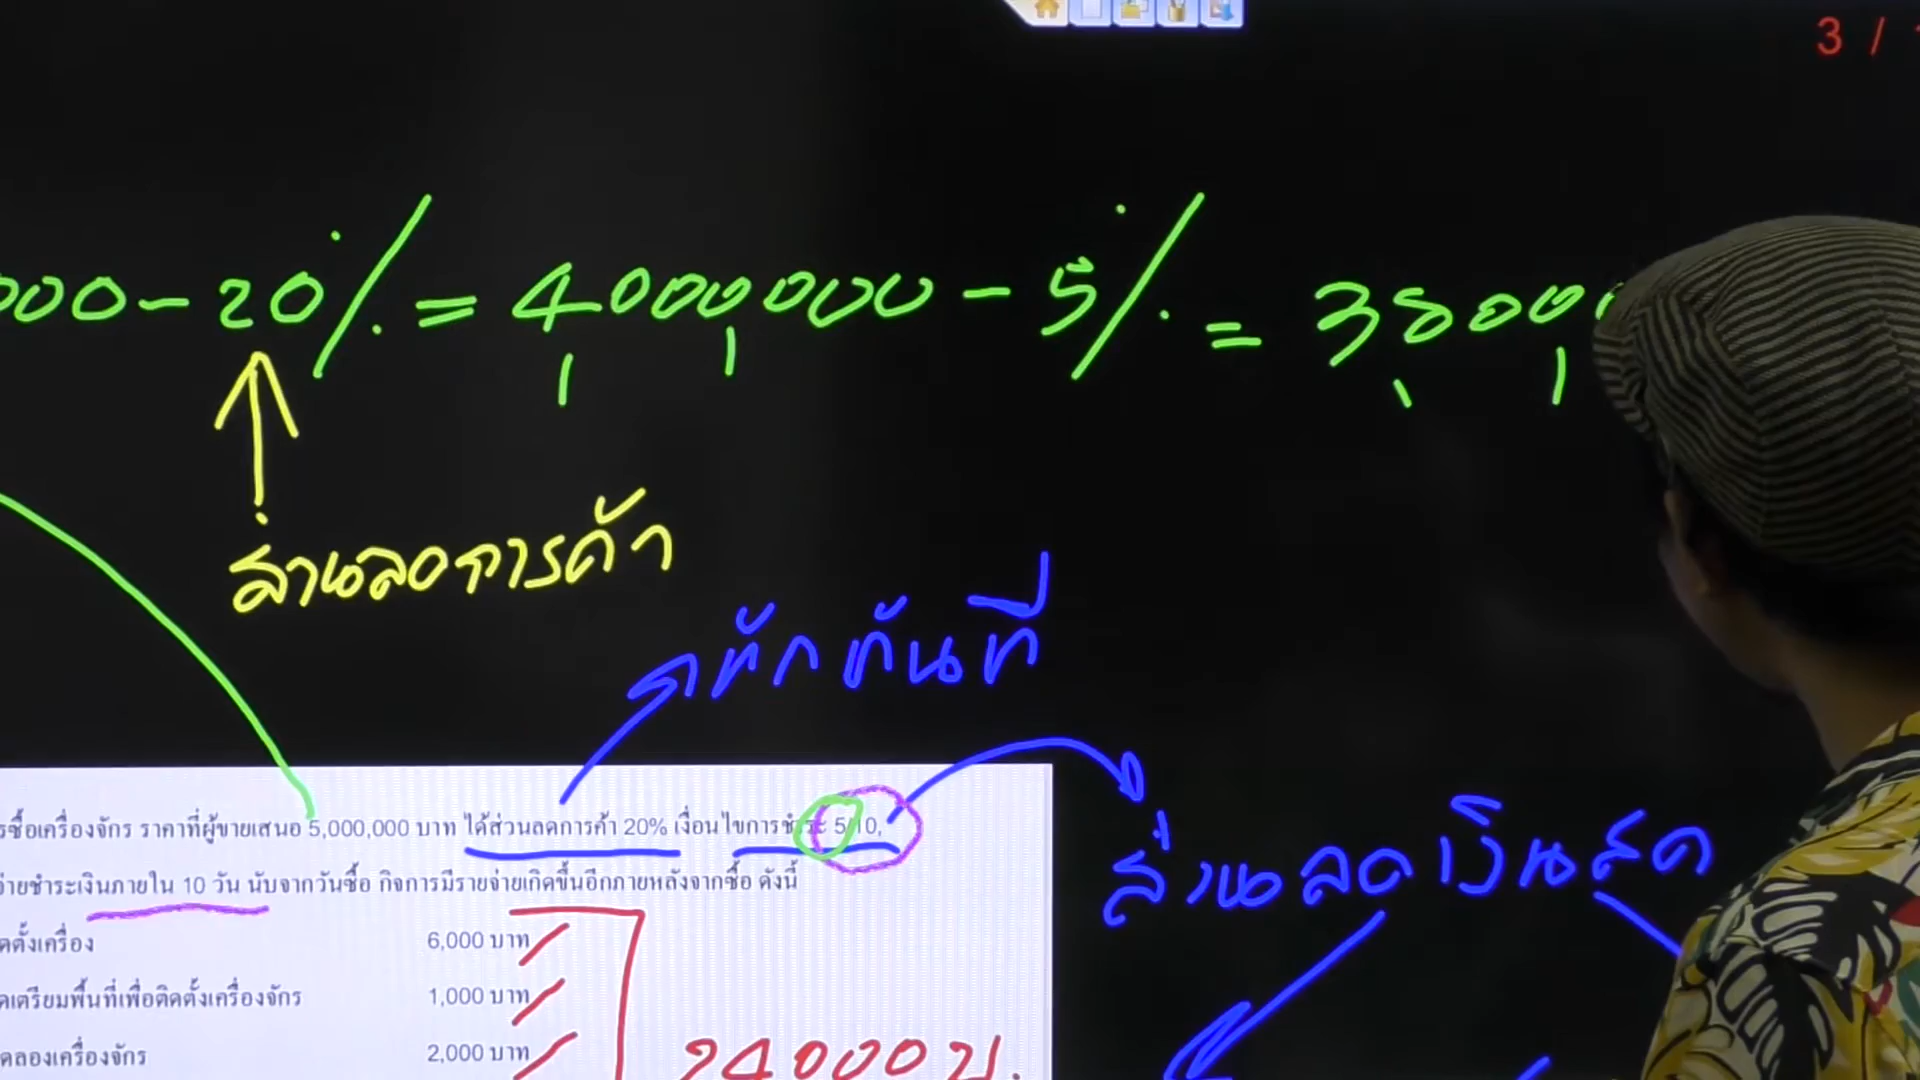 3 /
000 - 20% = 4000000 - 5% = 3800
ส่วนลดการค้า
หักทันที
รซื้อเครื่องจักร ราคาที่ผู้ขายเสนอ 5,000,000 บาท ได้ส่วนลดการค้า 20% เงื่อนไขการชำระ 5/10,
จ่ายชำระเงินภายใน 10 วัน นับจากวันซื้อ กิจการมีรายจ่ายเกิดขึ้นอีกภายหลังจากซื้อ ดังนี้
ส่วนลดเงินสด
ดตั้งเครื่อง 6,000 บาท
ดเตรียมพื้นที่เพื่อติดตั้งเครื่องจักร 1,000 บาท
ดลองเครื่องจักร 2,000 บาท
24000 บ.